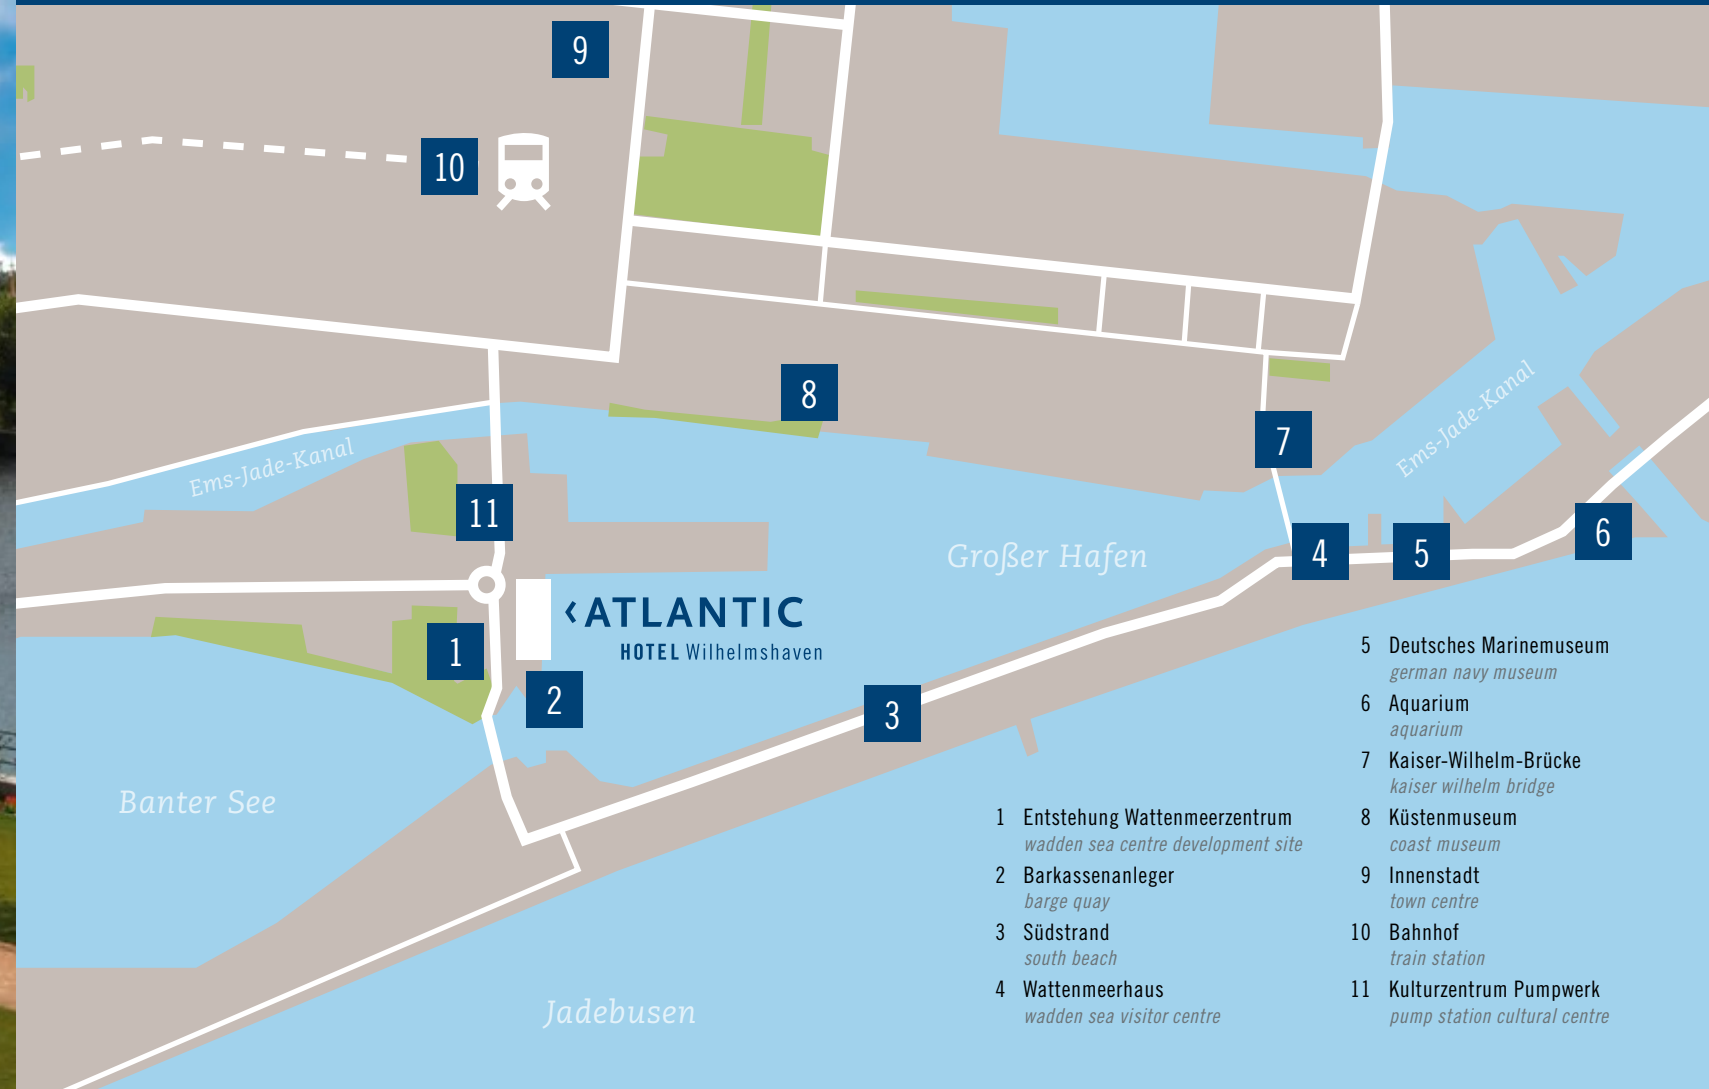 9
10
8
7
Ems-Jade-Kanal
Ems-Jade-Kanal
11
6
4
5
Großer Hafen
‹ATLANTIC
HOTEL Wilhelmshaven
1
2
3
Banter See
Jadebusen
1 Entstehung Wattenmeerzentrum
wadden sea centre development site
2 Barkassenanleger
barge quay
3 Südstrand
south beach
4 Wattenmeerhaus
wadden sea visitor centre
5 Deutsches Marinemuseum
german navy museum
6 Aquarium
aquarium
7 Kaiser-Wilhelm-Brücke
kaiser wilhelm bridge
8 Küstenmuseum
coast museum
9 Innenstadt
town centre
10 Bahnhof
train station
11 Kulturzentrum Pumpwerk
pump station cultural centre